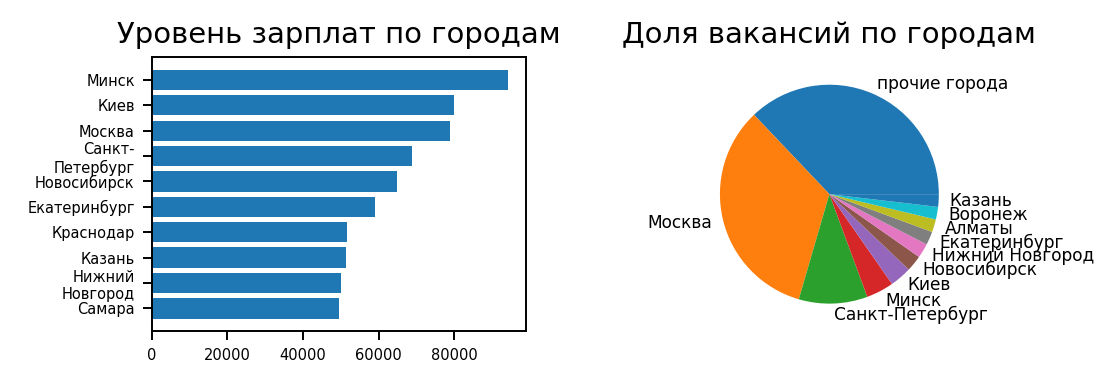 Уровень зарплат по городам
Минск
Киев
Москва
Санкт-
Петербург
Новосибирск
Екатеринбург
Краснодар
Казань
Нижний
Новгород
Самара
0 20000 40000 60000 80000
Доля вакансий по городам
прочие города
Москва
Казань
Воронеж
Алматы
Екатеринбург
Нижний Новгород
Новосибирск
Киев
Минск
Санкт-Петербург